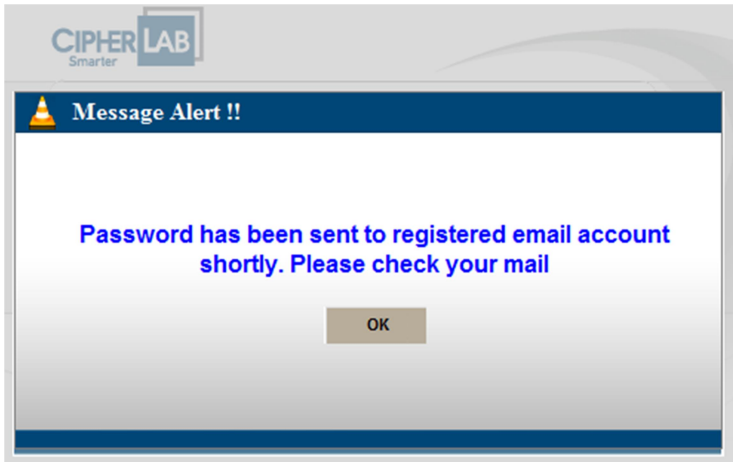 CIPHERLAB
Smarter
Message Alert !!
Password has been sent to registered email account
shortly. Please check your mail
OK